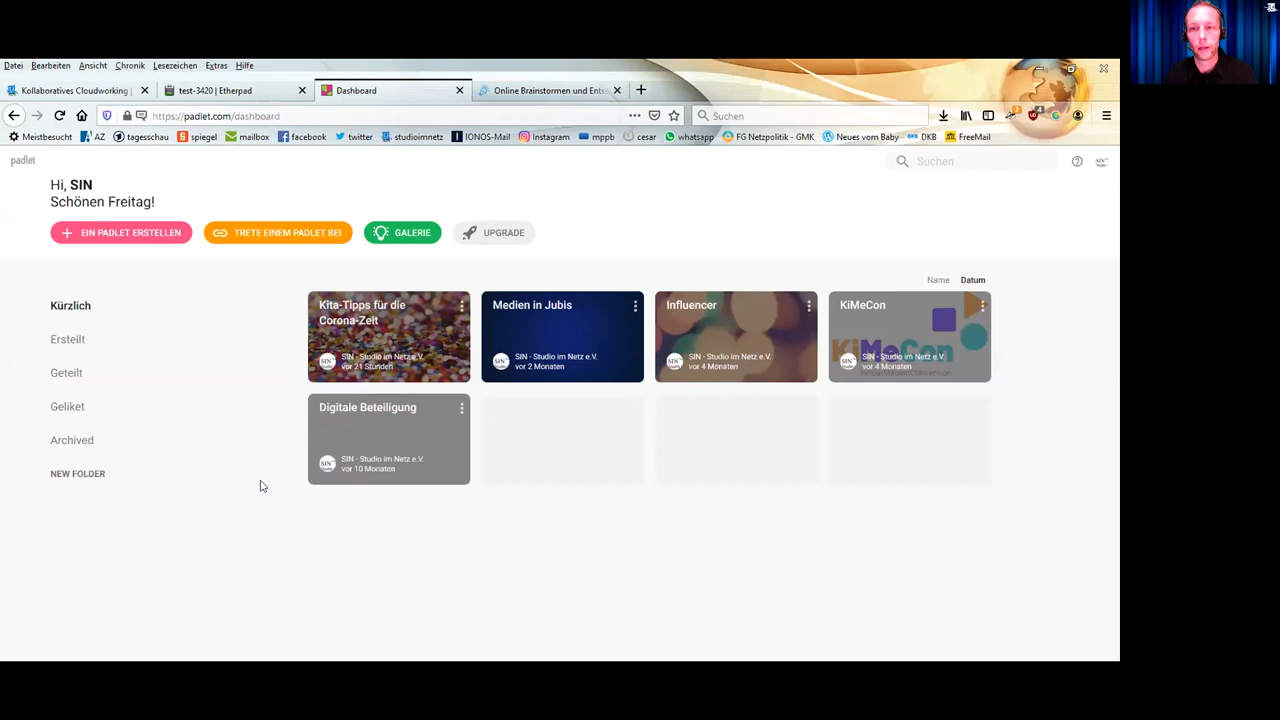 Datei Bearbeiten Ansicht Chronik Lesezeichen Extras Hilfe
Kollaboratives Cloudworking | test-3420 | Etherpad Dashboard Online Brainstormen und Ents
https://padlet.com/dashboard Suchen
Meistbesucht AZ tagesschau spiegel mailbox facebook twitter studioimnetz IONOS-Mail Instagram mppb cesar whatsapp FG Netzpolitik - GMK Neues vom Baby DKB FreeMail
padlet Suchen
Hi, SIN
Schönen Freitag!
EIN PADLET ERSTELLEN TRETE EINEM PADLET BEI GALERIE UPGRADE
Name Datum
Kürzlich
Erstellt
Geteilt
Geliket
Archived
NEW FOLDER
Kita-Tipps für die
Corona-Zeit
SIN - Studio im Netz e.V.
vor 21 Stunden
Medien in Jubis
SIN - Studio im Netz e.V.
vor 2 Monaten
Influencer
SIN - Studio im Netz e.V.
vor 4 Monaten
KiMeCon
KiMeCon
SIN - Studio im Netz e.V.
vor 4 Monaten
Digitale Beteiligung
SIN - Studio im Netz e.V.
vor 10 Monaten